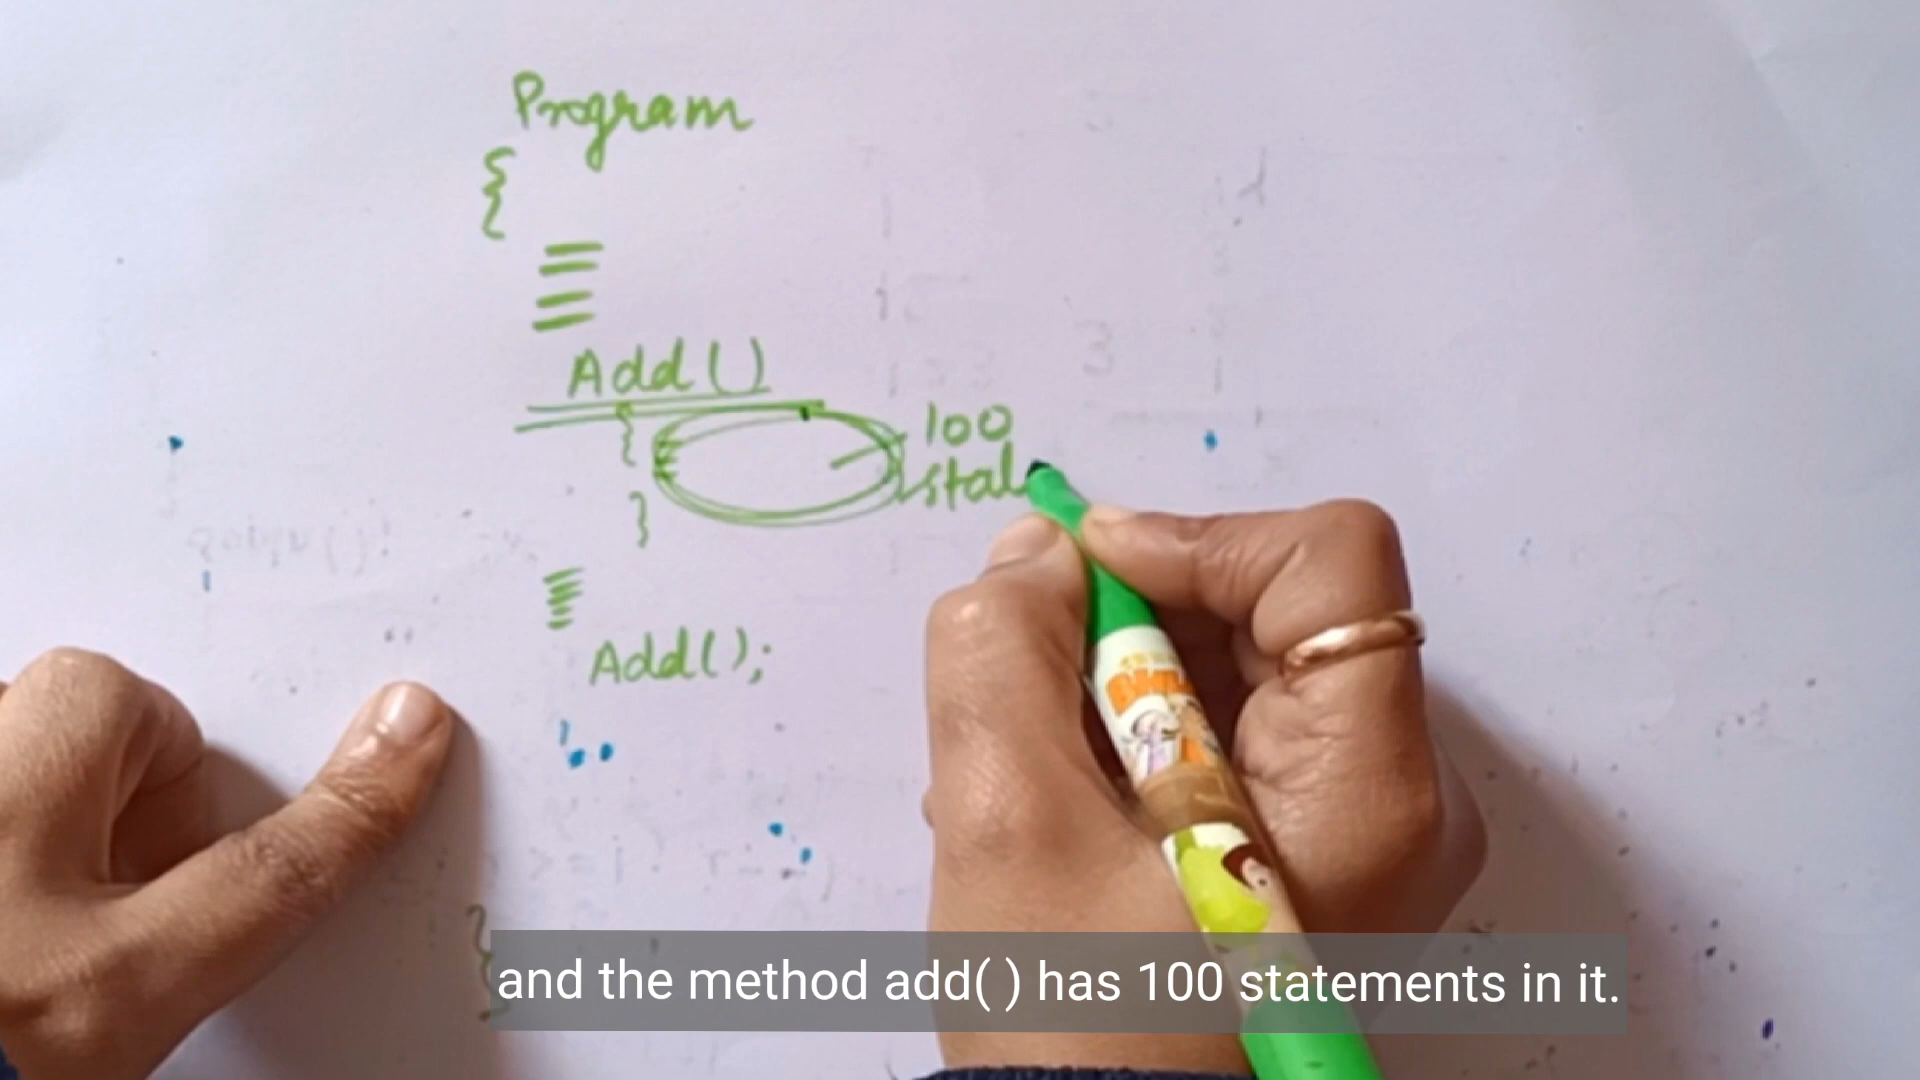 Program
{
Add()
{
100
stat
}
Add();
}
and the method add( ) has 100 statements in it.